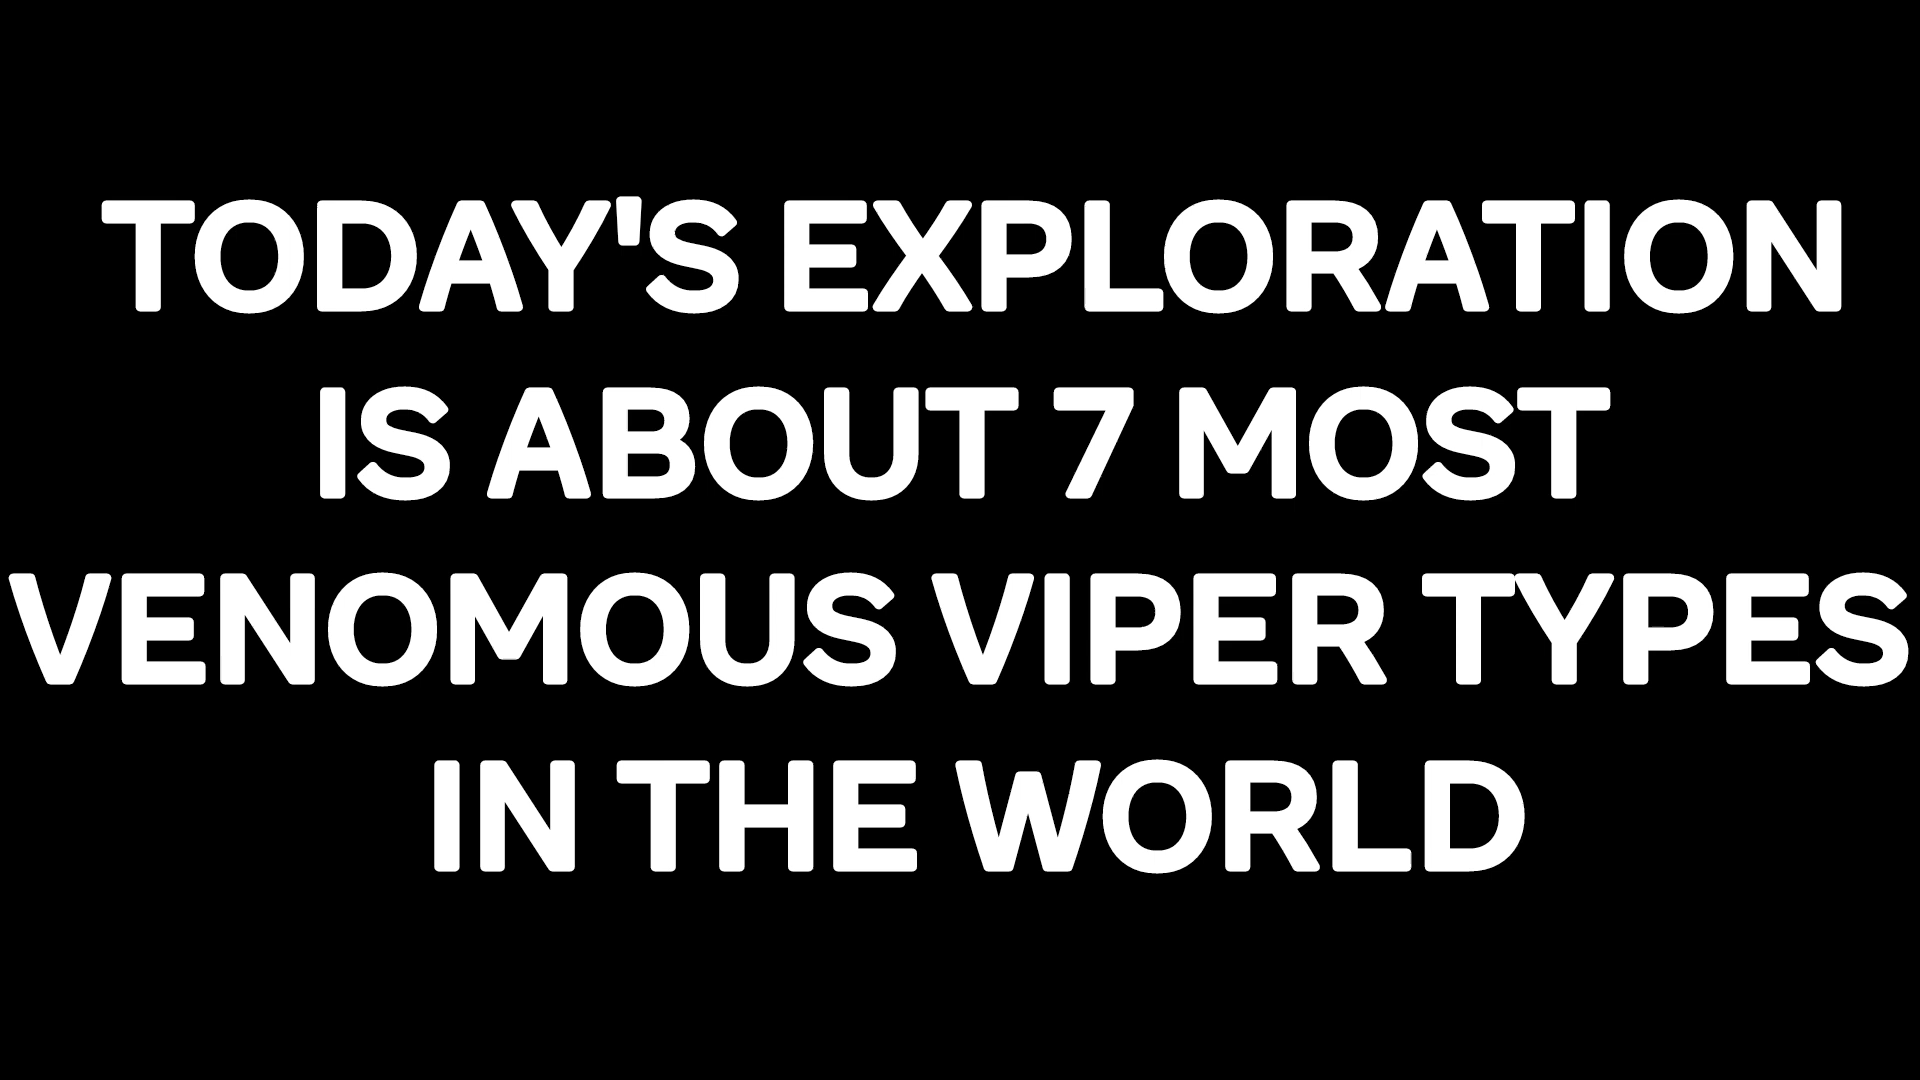 TODAY'S EXPLORATION
IS ABOUT 7 MOST
VENOMOUS VIPER TYPES
IN THE WORLD